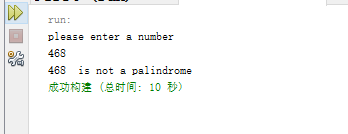 run:
please enter a number
468
468  is not a palindrome
成功构建 (总时间: 10 秒)